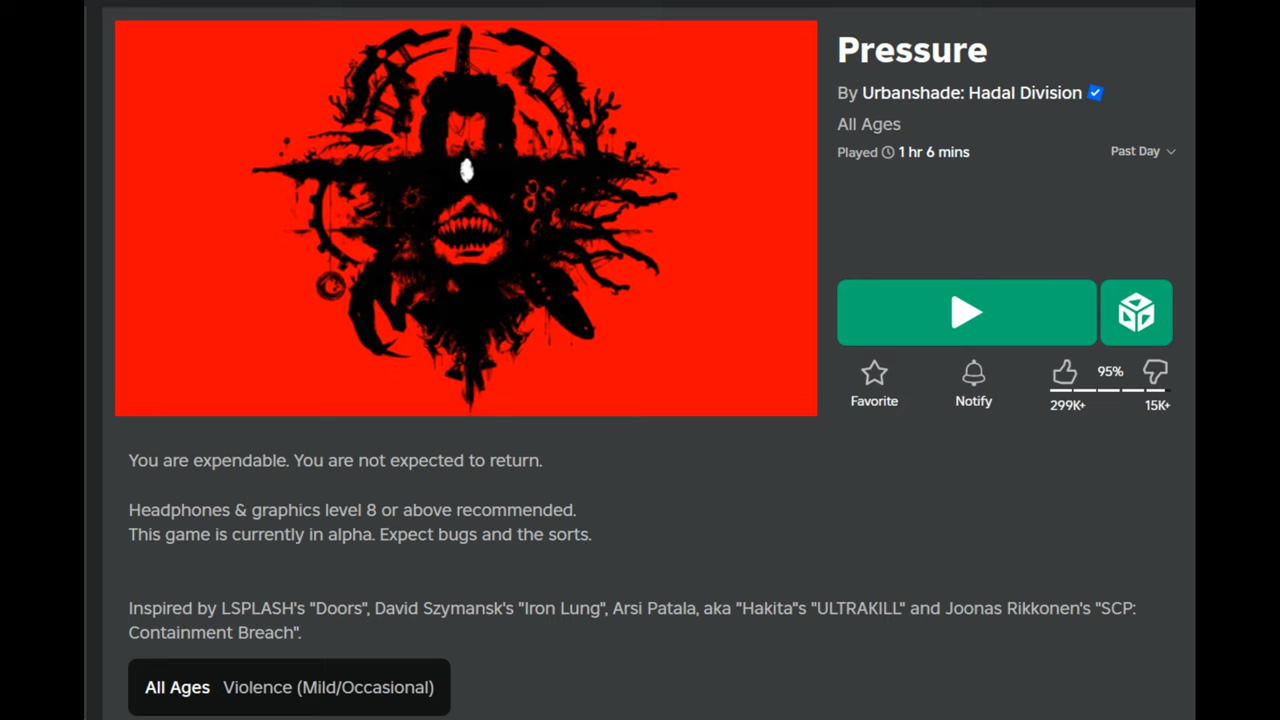 Pressure
By Urbanshade: Hadal Division
All Ages
Played 1 hr 6 mins
Past Day
Favorite
Notify
95%
299K+
15K+
You are expendable. You are not expected to return.
Headphones & graphics level 8 or above recommended.
This game is currently in alpha. Expect bugs and the sorts.
Inspired by LSPLASH's "Doors", David Szymansk's "Iron Lung", Arsi Patala, aka "Hakita"s "ULTRAKILL" and Joonas Rikkonen's "SCP:
Containment Breach".
All Ages Violence (Mild/Occasional)